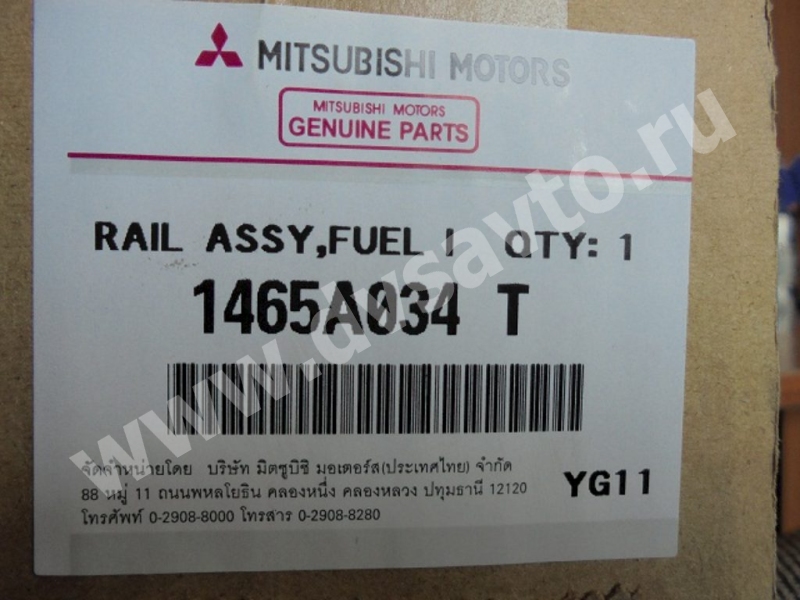 MITSUBISHI MOTORS
MITSUBISHI MOTORS
GENUINE PARTS
RAIL ASSY,FUEL I QTY: 1
1465A034 T
จัดจำหน่ายโดย บริษัท มิตซูบิชิ มอเตอร์ส(ประเทศไทย) จำกัด
88 หมู่ 11 ถนนพหลโยธิน คลองหนึ่ง คลองหลวง ปทุมธานี 12120
โทรศัพท์ 0-2908-8000 โทรสาร 0-2908-8280
YG11
www.dvsavto.ru